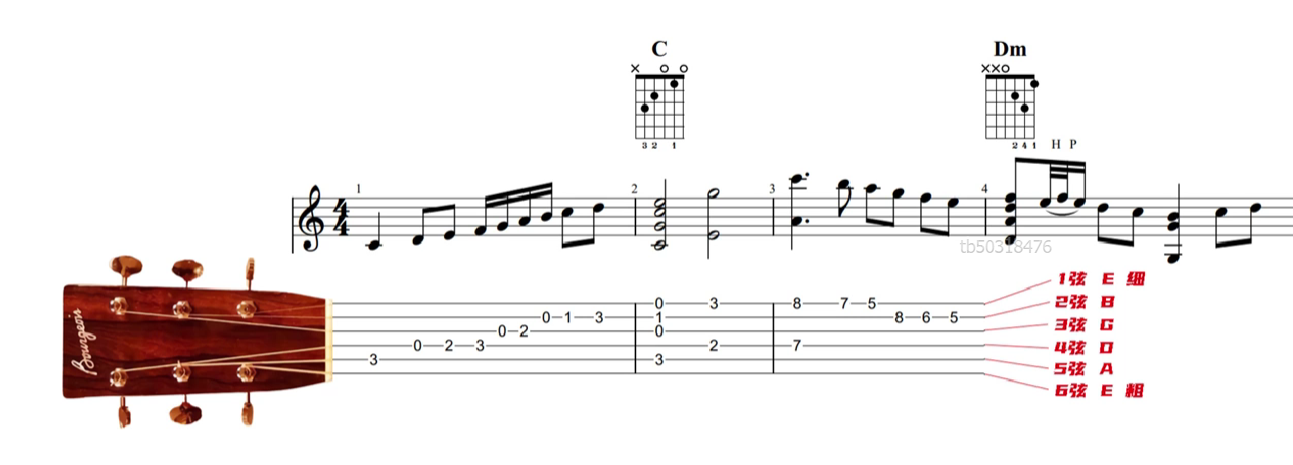 C Dm
× ○ ○ ××○
3 2 1 2 4 1
H P
1 2 3 4
4
4
tb50318476
Bourgeon
1弦 E 细
2弦 B
3弦 G
4弦 D
5弦 A
6弦 E 粗
0 3 8 7 5
0 1 3 1 8 6 5
0 2 0
0 2 3 2 7
3 3